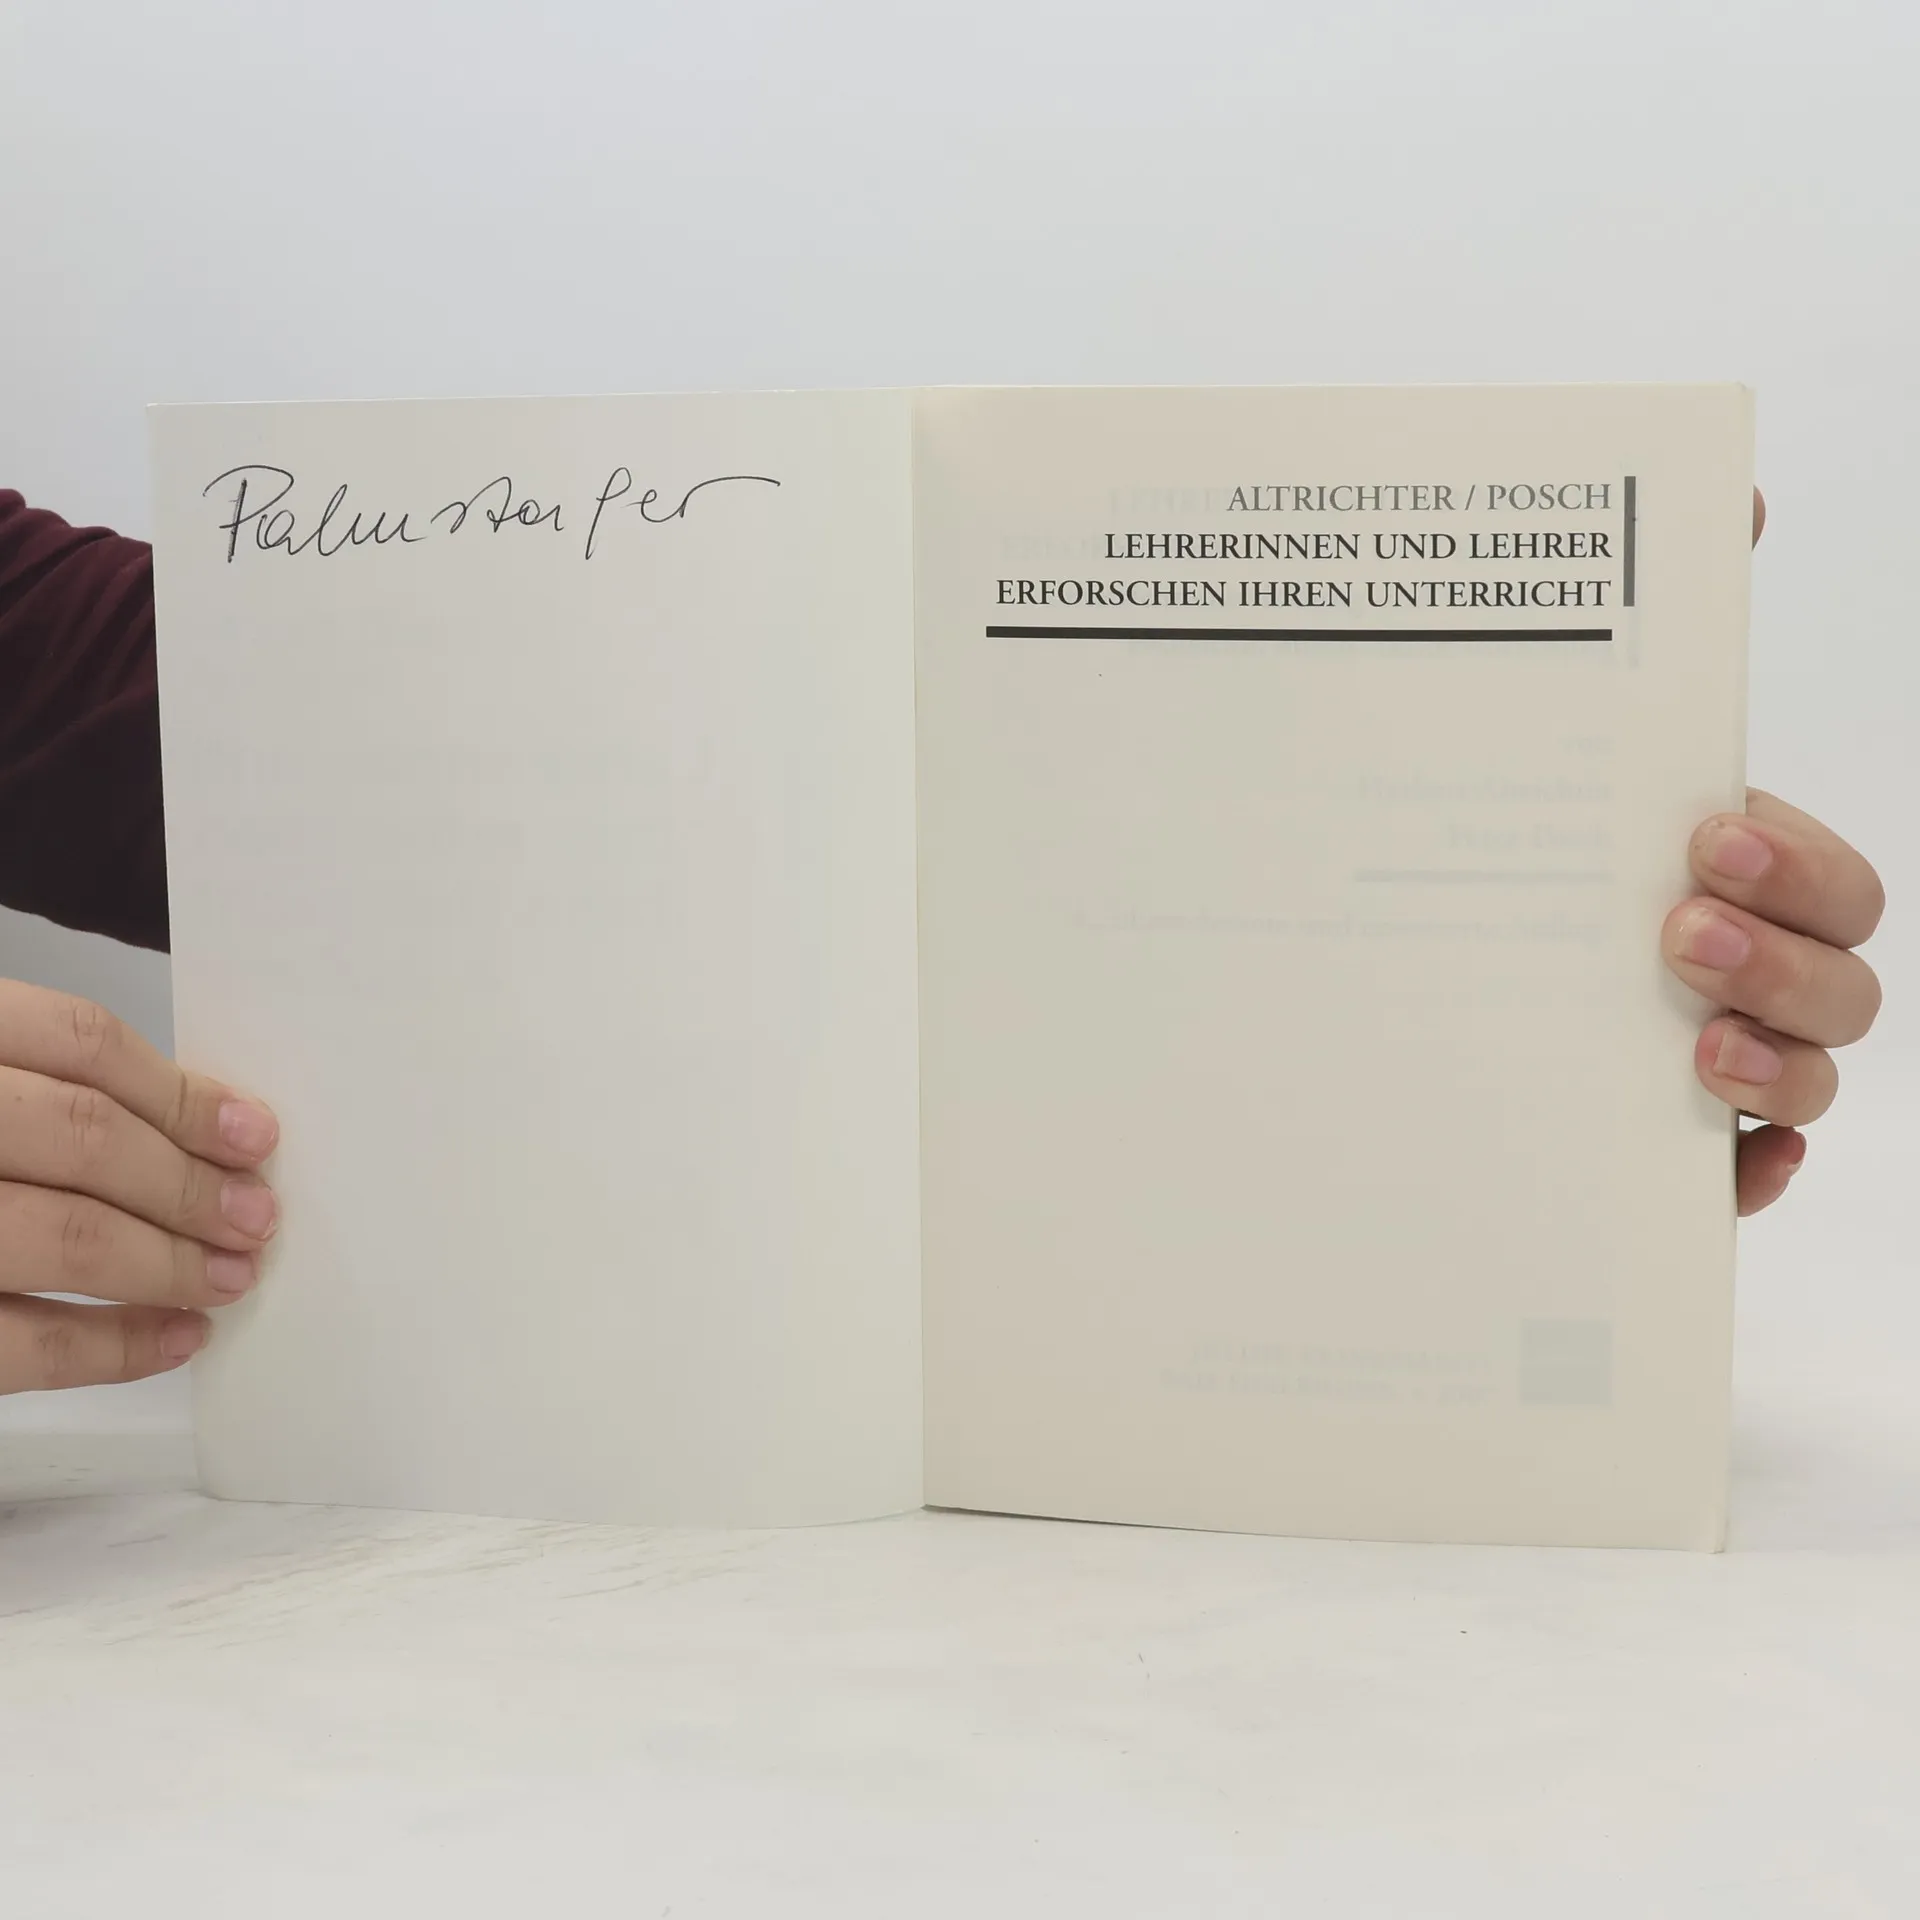 Palmstorfer
ALTRICHTER / POSCH
LEHRERINNEN UND LEHRER
ERFORSCHEN IHREN UNTERRICHT